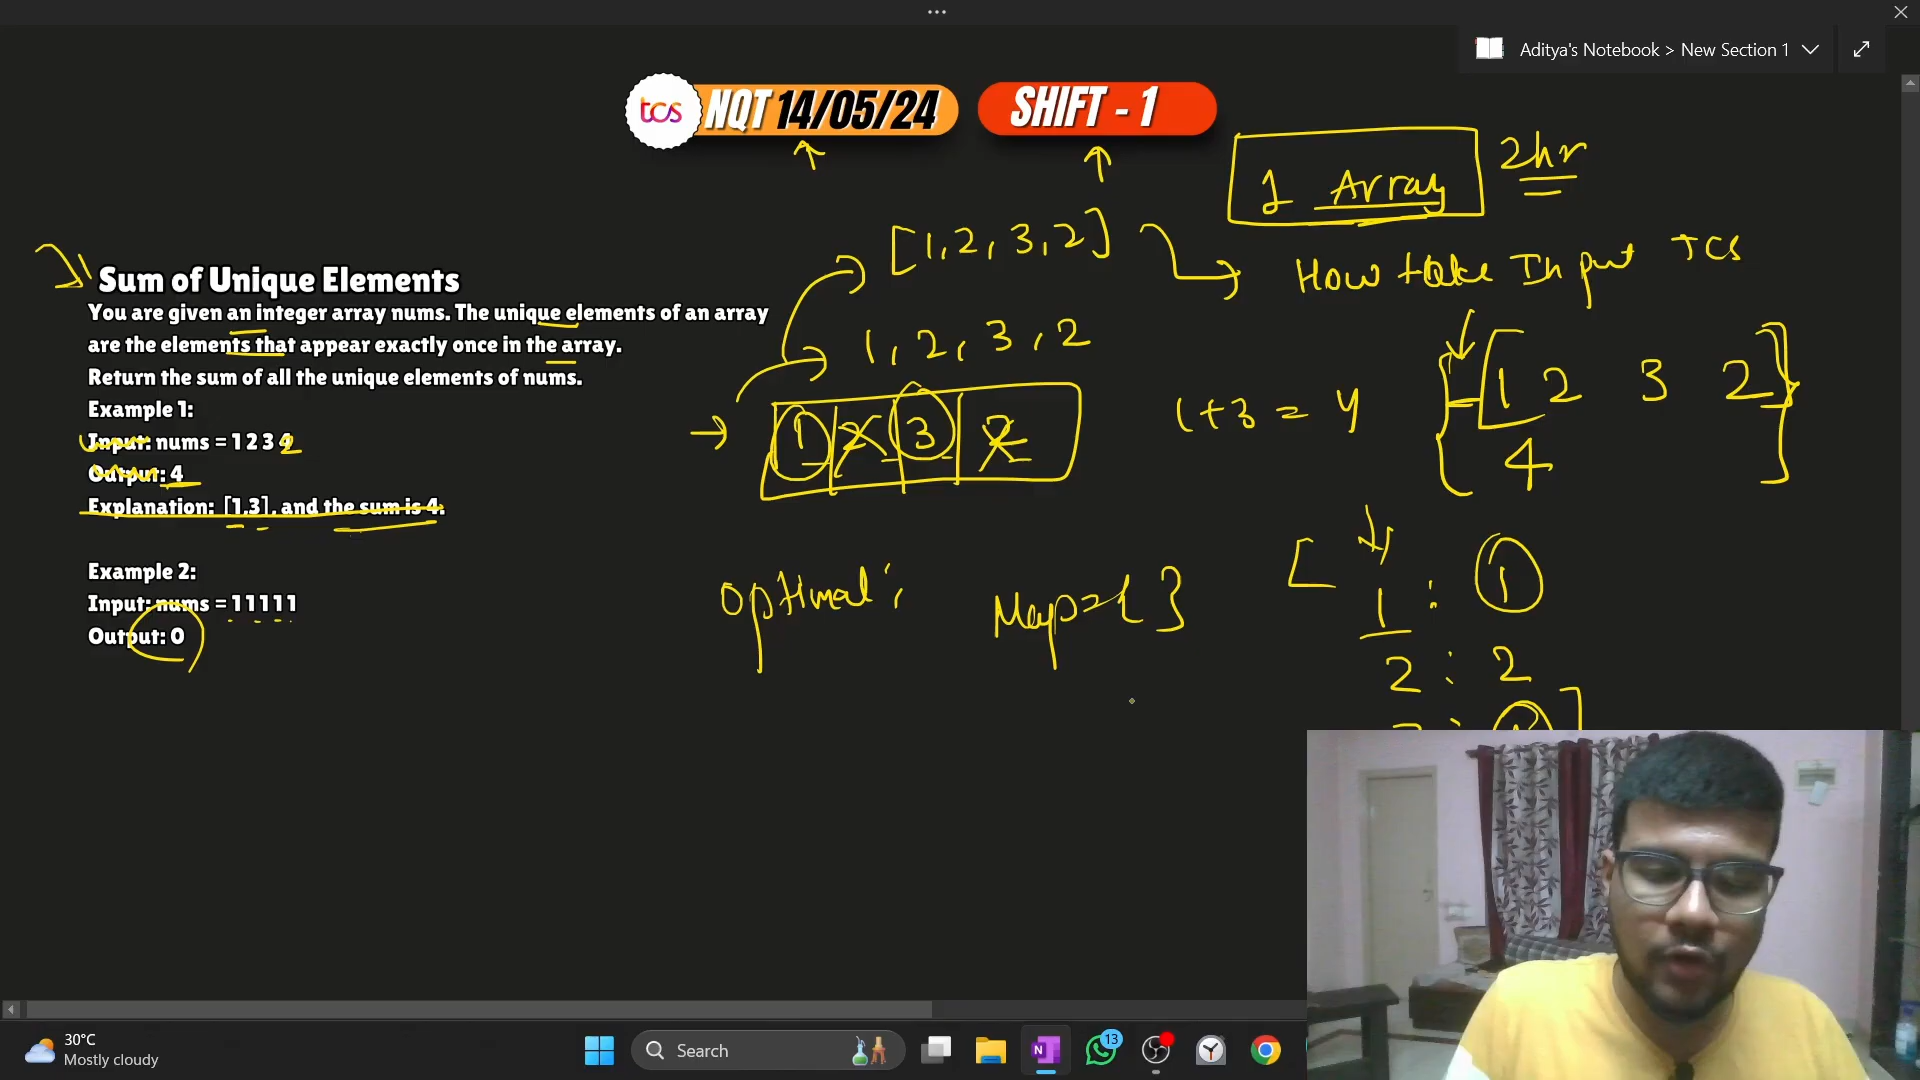 Aditya's Notebook > New Section 1
tcs NQT 14/05/24 SHIFT - 1
1 Array 2hr
[1,2,3,2]
How take Input TCS
Sum of Unique Elements
You are given an integer array nums. The unique elements of an array
are the elements that appear exactly once in the array.
Return the sum of all the unique elements of nums.
Example 1:
Input: nums = 1 2 3 2
Output: 4
Explanation: [1,3], and the sum is 4.
Example 2:
Input: nums = 1 1 1 1 1
Output: 0
1, 2, 3, 2
1 2 3 2
1+3 = 4
1 2 3 2
4
optimal:
Map={}
[
1 : 1
2 : 2
]
30°C
Mostly cloudy
Search
13